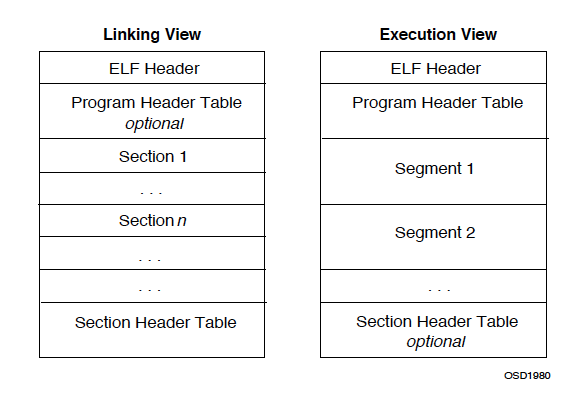 Linking View
ELF Header
Program Header Table
optional
Section 1
. . .
Section n
. . .
. . .
Section Header Table
Execution View
ELF Header
Program Header Table
Segment 1
Segment 2
. . .
Section Header Table
optional
OSD1980